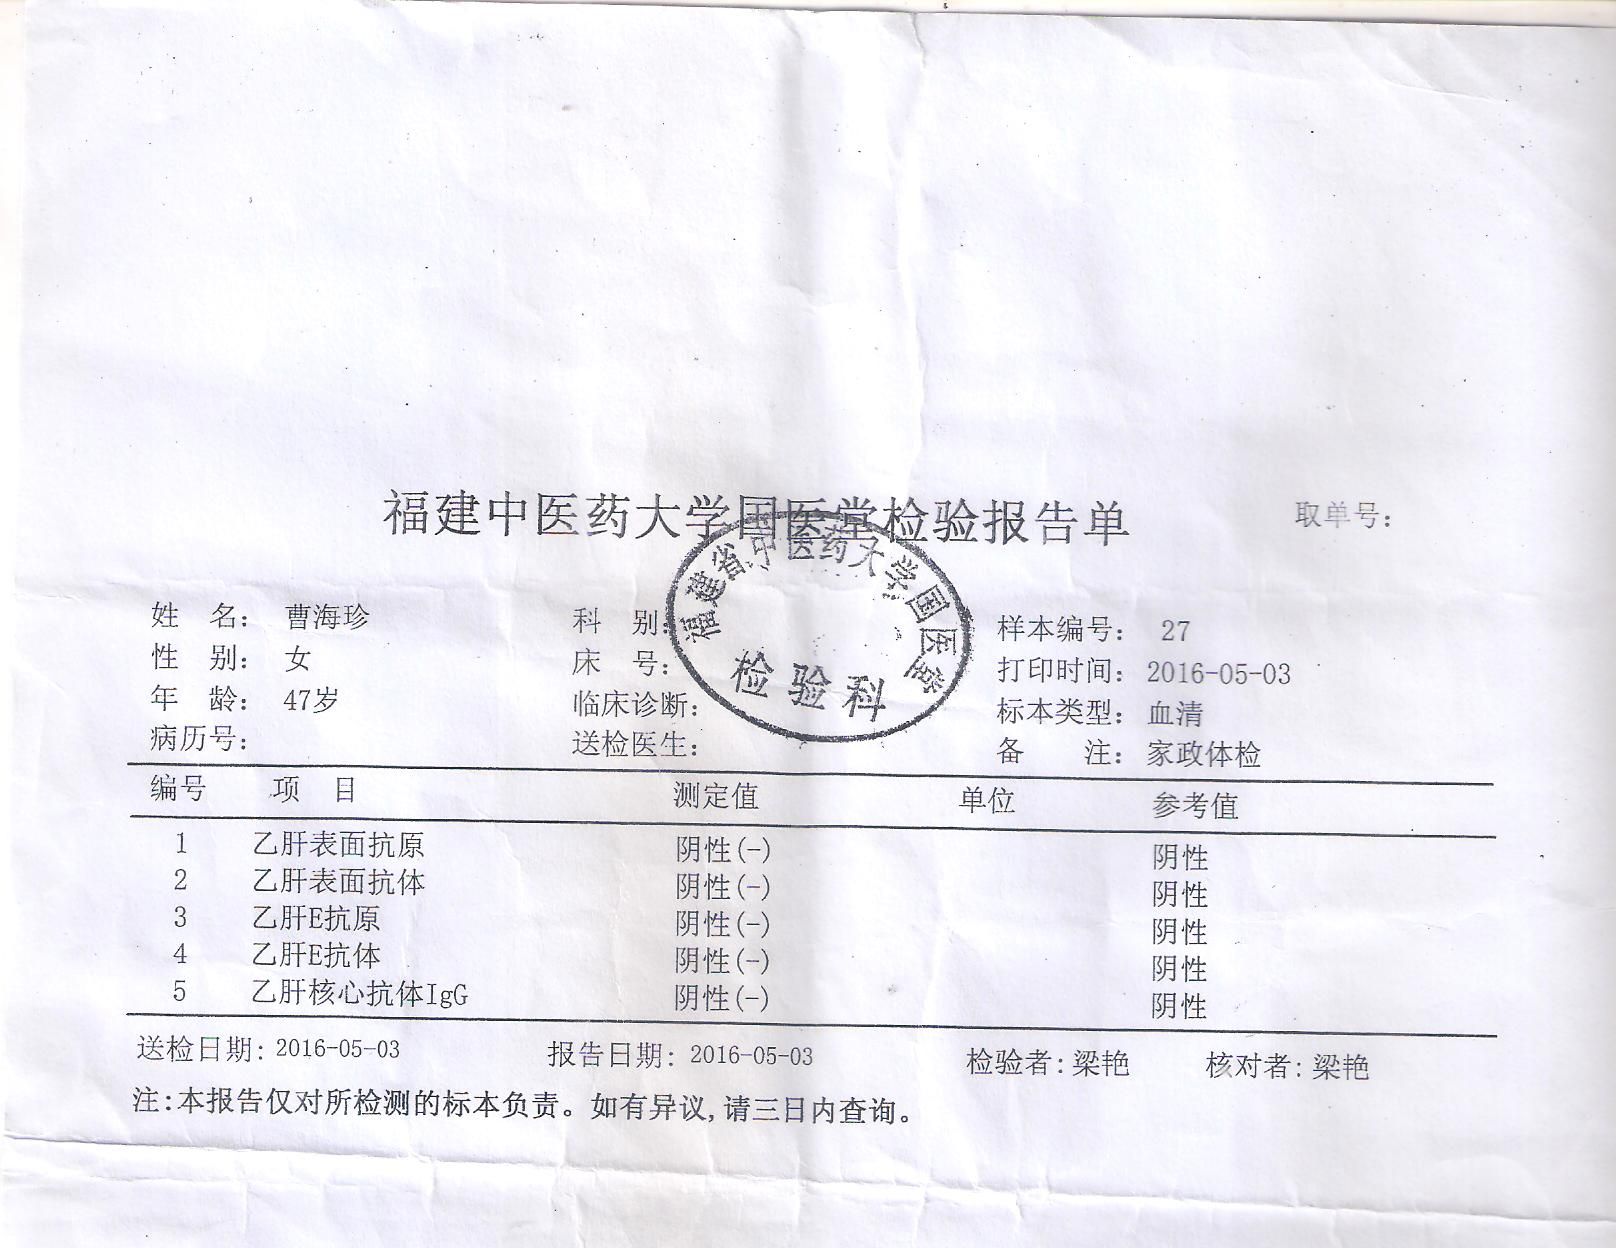 福建中医药大学国医堂检验报告单 取单号：
福建省中医药大学国医堂
检验科
姓 名： 曹海珍 科 别： 样本编号： 27
性 别： 女 床 号： 打印时间： 2016-05-03
年 龄： 47岁 临床诊断： 标本类型： 血清
病历号： 送检医生： 备 注： 家政体检
编号 项 目 测定值 单位 参考值
1 乙肝表面抗原 阴性(-) 阴性
2 乙肝表面抗体 阴性(-) 阴性
3 乙肝E抗原 阴性(-) 阴性
4 乙肝E抗体 阴性(-) 阴性
5 乙肝核心抗体IgG 阴性(-) 阴性
送检日期：2016-05-03 报告日期：2016-05-03 检验者：梁艳 核对者：梁艳
注：本报告仅对所检测的标本负责。如有异议,请三日内查询。